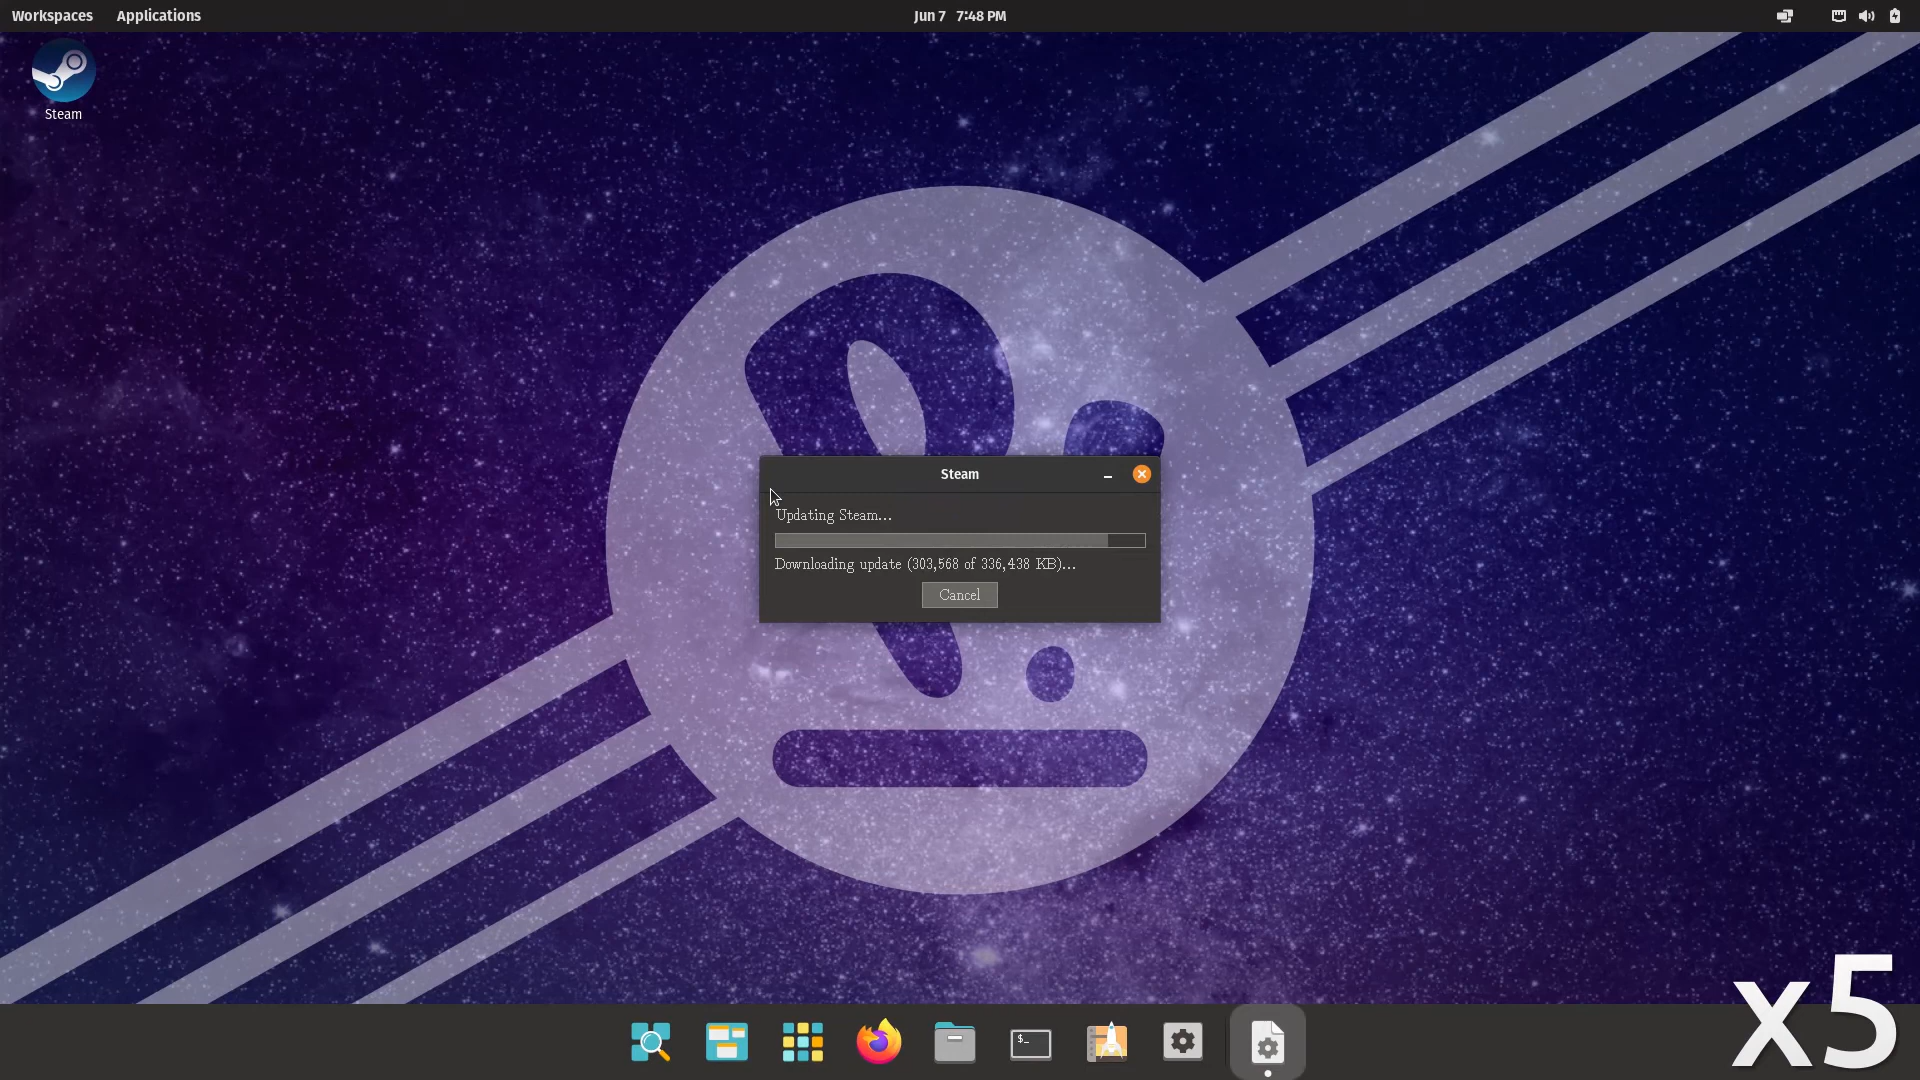 Workspaces Applications Jun 7 7:48 PM
Steam
Steam
Updating Steam...
Downloading update (303,568 of 336,438 KB)...
Cancel
$_
x5